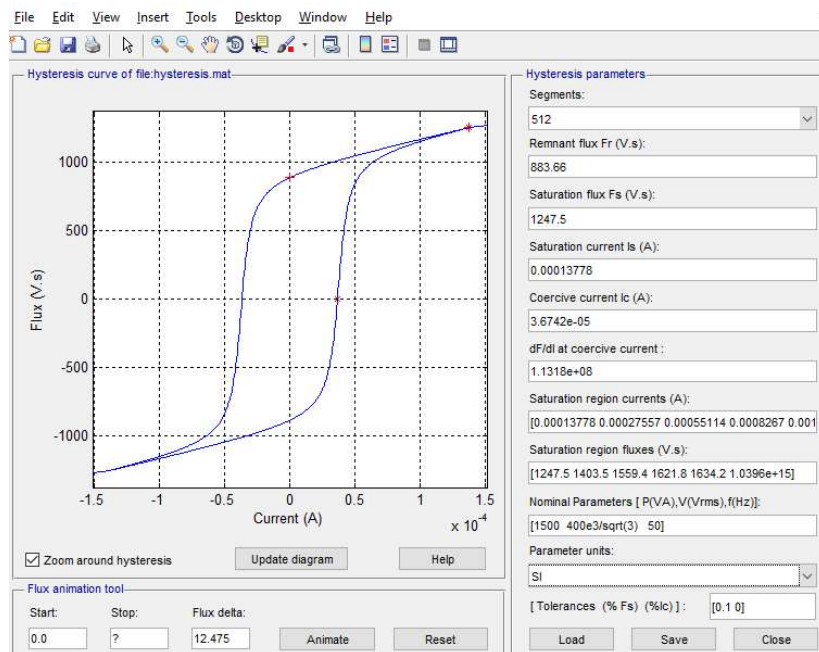 File Edit View Insert Tools Desktop Window Help
Hysteresis curve of file:hysteresis.mat
1000
500
0
-500
-1000
Flux (V.s)
-1.5 -1 -0.5 0 0.5 1 1.5
Current (A)
x 10⁻⁴
Zoom around hysteresis
Update diagram
Help
Flux animation tool
Start: Stop: Flux delta:
0.0 ? 12.475 Animate Reset
Hysteresis parameters
Segments:
512
Remnant flux Fr (V.s):
883.66
Saturation flux Fs (V.s):
1247.5
Saturation current Is (A):
0.00013778
Coercive current Ic (A):
3.6742e-05
dF/dI at coercive current :
1.1318e+08
Saturation region currents (A):
[0.00013778 0.00027557 0.00055114 0.0008267 0.001
Saturation region fluxes (V.s):
[1247.5 1403.5 1559.4 1621.8 1634.2 1.0396e+15]
Nominal Parameters [ P(VA),V(Vrms),f(Hz)]:
[1500 400e3/sqrt(3) 50]
Parameter units:
SI
[ Tolerances (% Fs) (%Ic) ] : [0.1 0]
Load Save Close